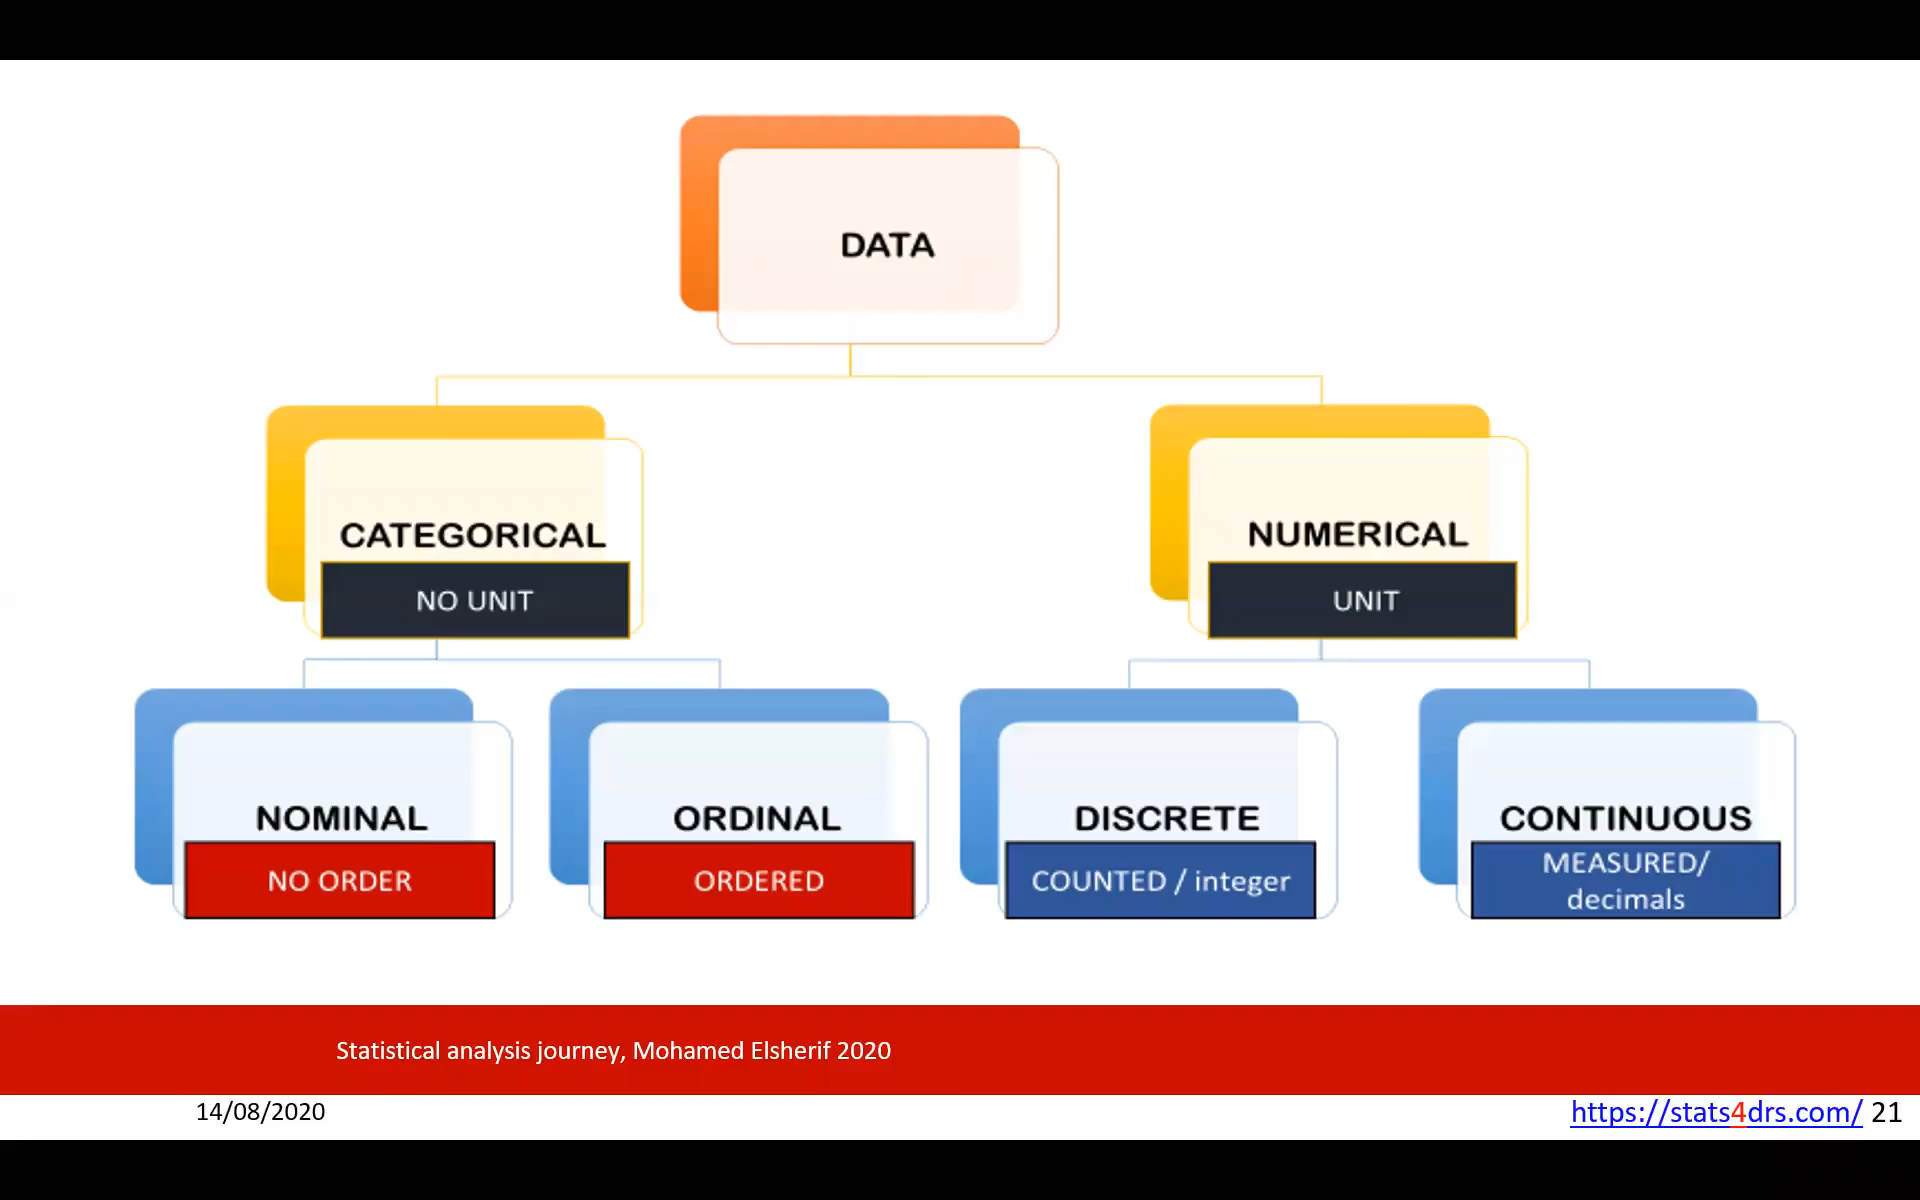 DATA
CATEGORICAL
NO UNIT
NUMERICAL
UNIT
NOMINAL
NO ORDER
ORDINAL
ORDERED
DISCRETE
COUNTED / integer
CONTINUOUS
MEASURED/
decimals
Statistical analysis journey, Mohamed Elsherif 2020
14/08/2020
https://stats4drs.com/ 21